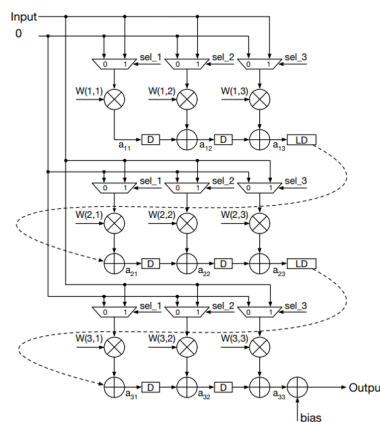 Input
0
0 1 sel_1 0 1 sel_2 0 1 sel_3
W(1,1) W(1,2) W(1,3)
a11 D a12 D a13 LD
0 1 sel_1 0 1 sel_2 0 1 sel_3
W(2,1) W(2,2) W(2,3)
a21 D a22 D a23 LD
0 1 sel_1 0 1 sel_2 0 1 sel_3
W(3,1) W(3,2) W(3,3)
a31 D a32 D a33 Output
bias